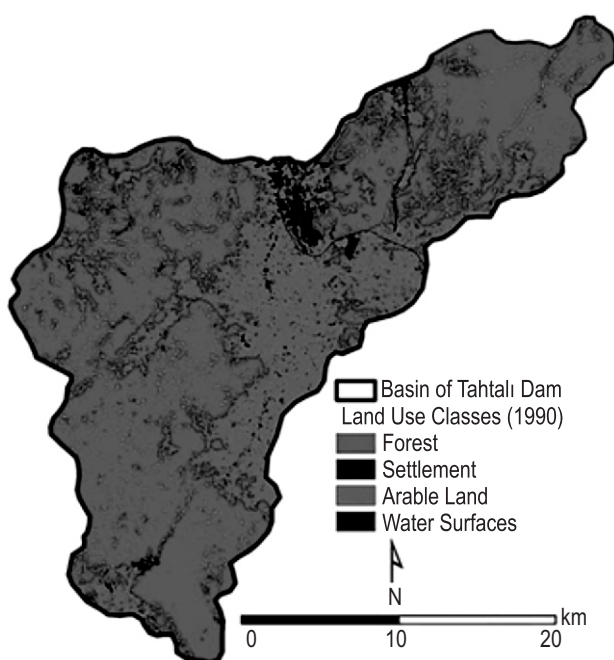 Basin of Tahtalı Dam
Land Use Classes (1990)
Forest
Settlement
Arable Land
Water Surfaces
N
km
0 10 20